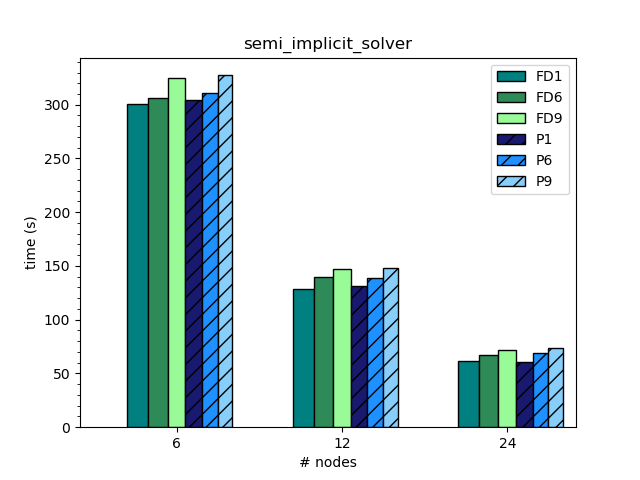 semi_implicit_solver
time (s)
300
250
200
150
100
50
0
6
12
24
# nodes
FD1
FD6
FD9
P1
P6
P9